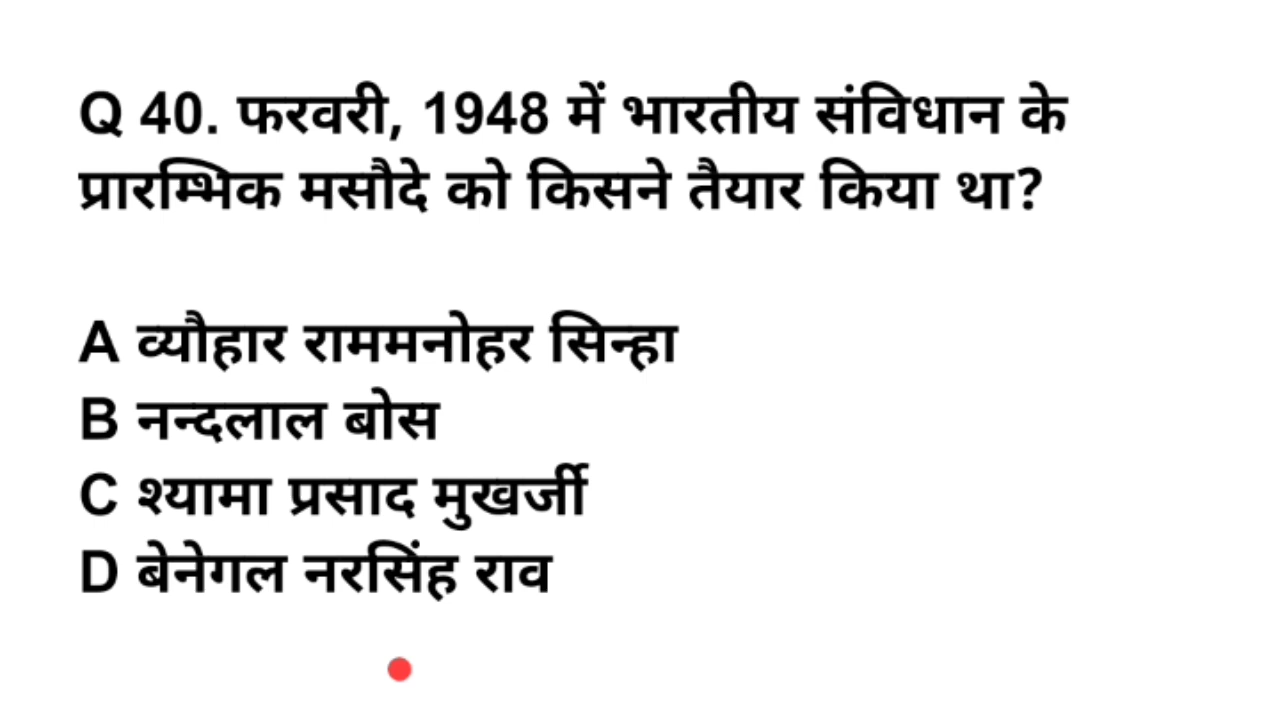 Q 40. फरवरी, 1948 में भारतीय संविधान के
प्रारम्भिक मसौदे को किसने तैयार किया था?
A व्यौहार राममनोहर सिन्हा
B नन्दलाल बोस
C श्यामा प्रसाद मुखर्जी
D बेनेगल नरसिंह राव